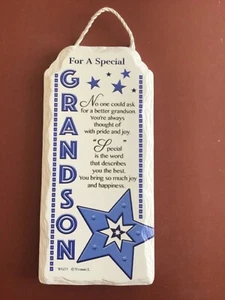 For A Special
GRANDSON
No one could ask
for a better grandson.
You're always
thought of
with pride and joy.
"Special"
is the word
that describes
you the best.
You bring so much joy
and happiness.